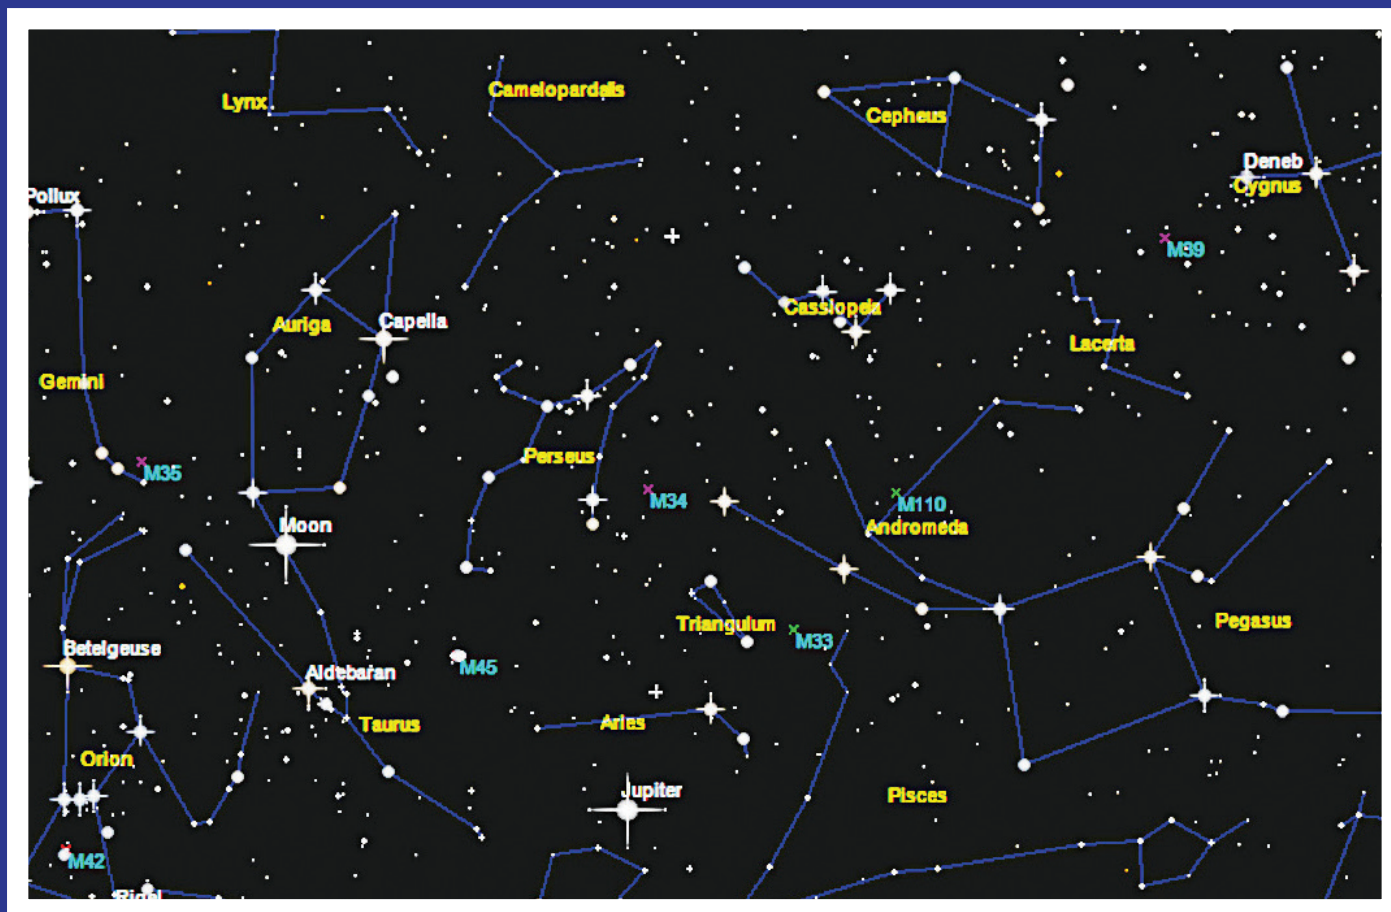 Camelopardalis
Lynx
Cepheus
Deneb
Cygnus
Pollux
M39
Cassiopeia
Auriga
Capella
Lacerta
Gemini
Perseus
M35
M34
M110
Moon
Andromeda
Triangulum
Pegasus
M33
Betelgeuse
M45
Aldebaran
Taurus
Aries
Orion
Jupiter
Pisces
M42
Rigel